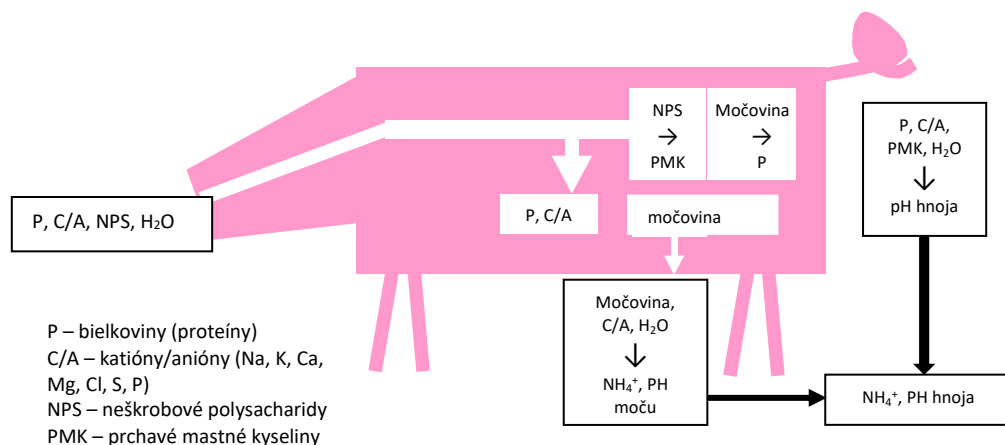 P, C/A, NPS, H₂O
NPS
→
PMK
Močovina
→
P
P, C/A
močovina
P, C/A,
PMK, H₂O
↓
pH hnoja
Močovina,
C/A, H₂O
↓
NH₄⁺, PH
moču
NH₄⁺, PH hnoja
P – bielkoviny (proteíny)
C/A – katióny/anióny (Na, K, Ca,
Mg, Cl, S, P)
NPS – neškrobové polysacharidy
PMK – prchavé mastné kyseliny